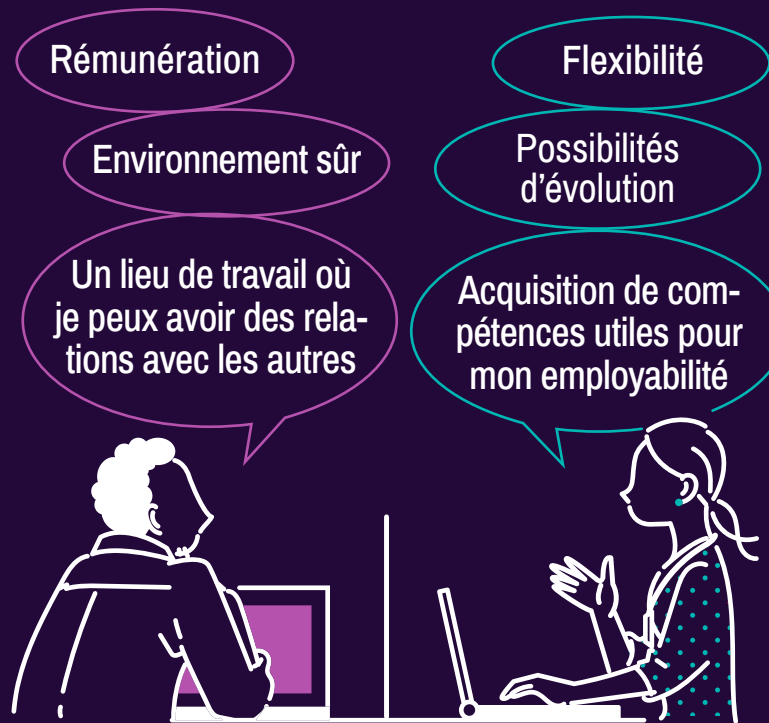 Rémunération
Environnement sûr
Un lieu de travail où
je peux avoir des rela-
tions avec les autres
Flexibilité
Possibilités
d’évolution
Acquisition de com-
pétences utiles pour
mon employabilité